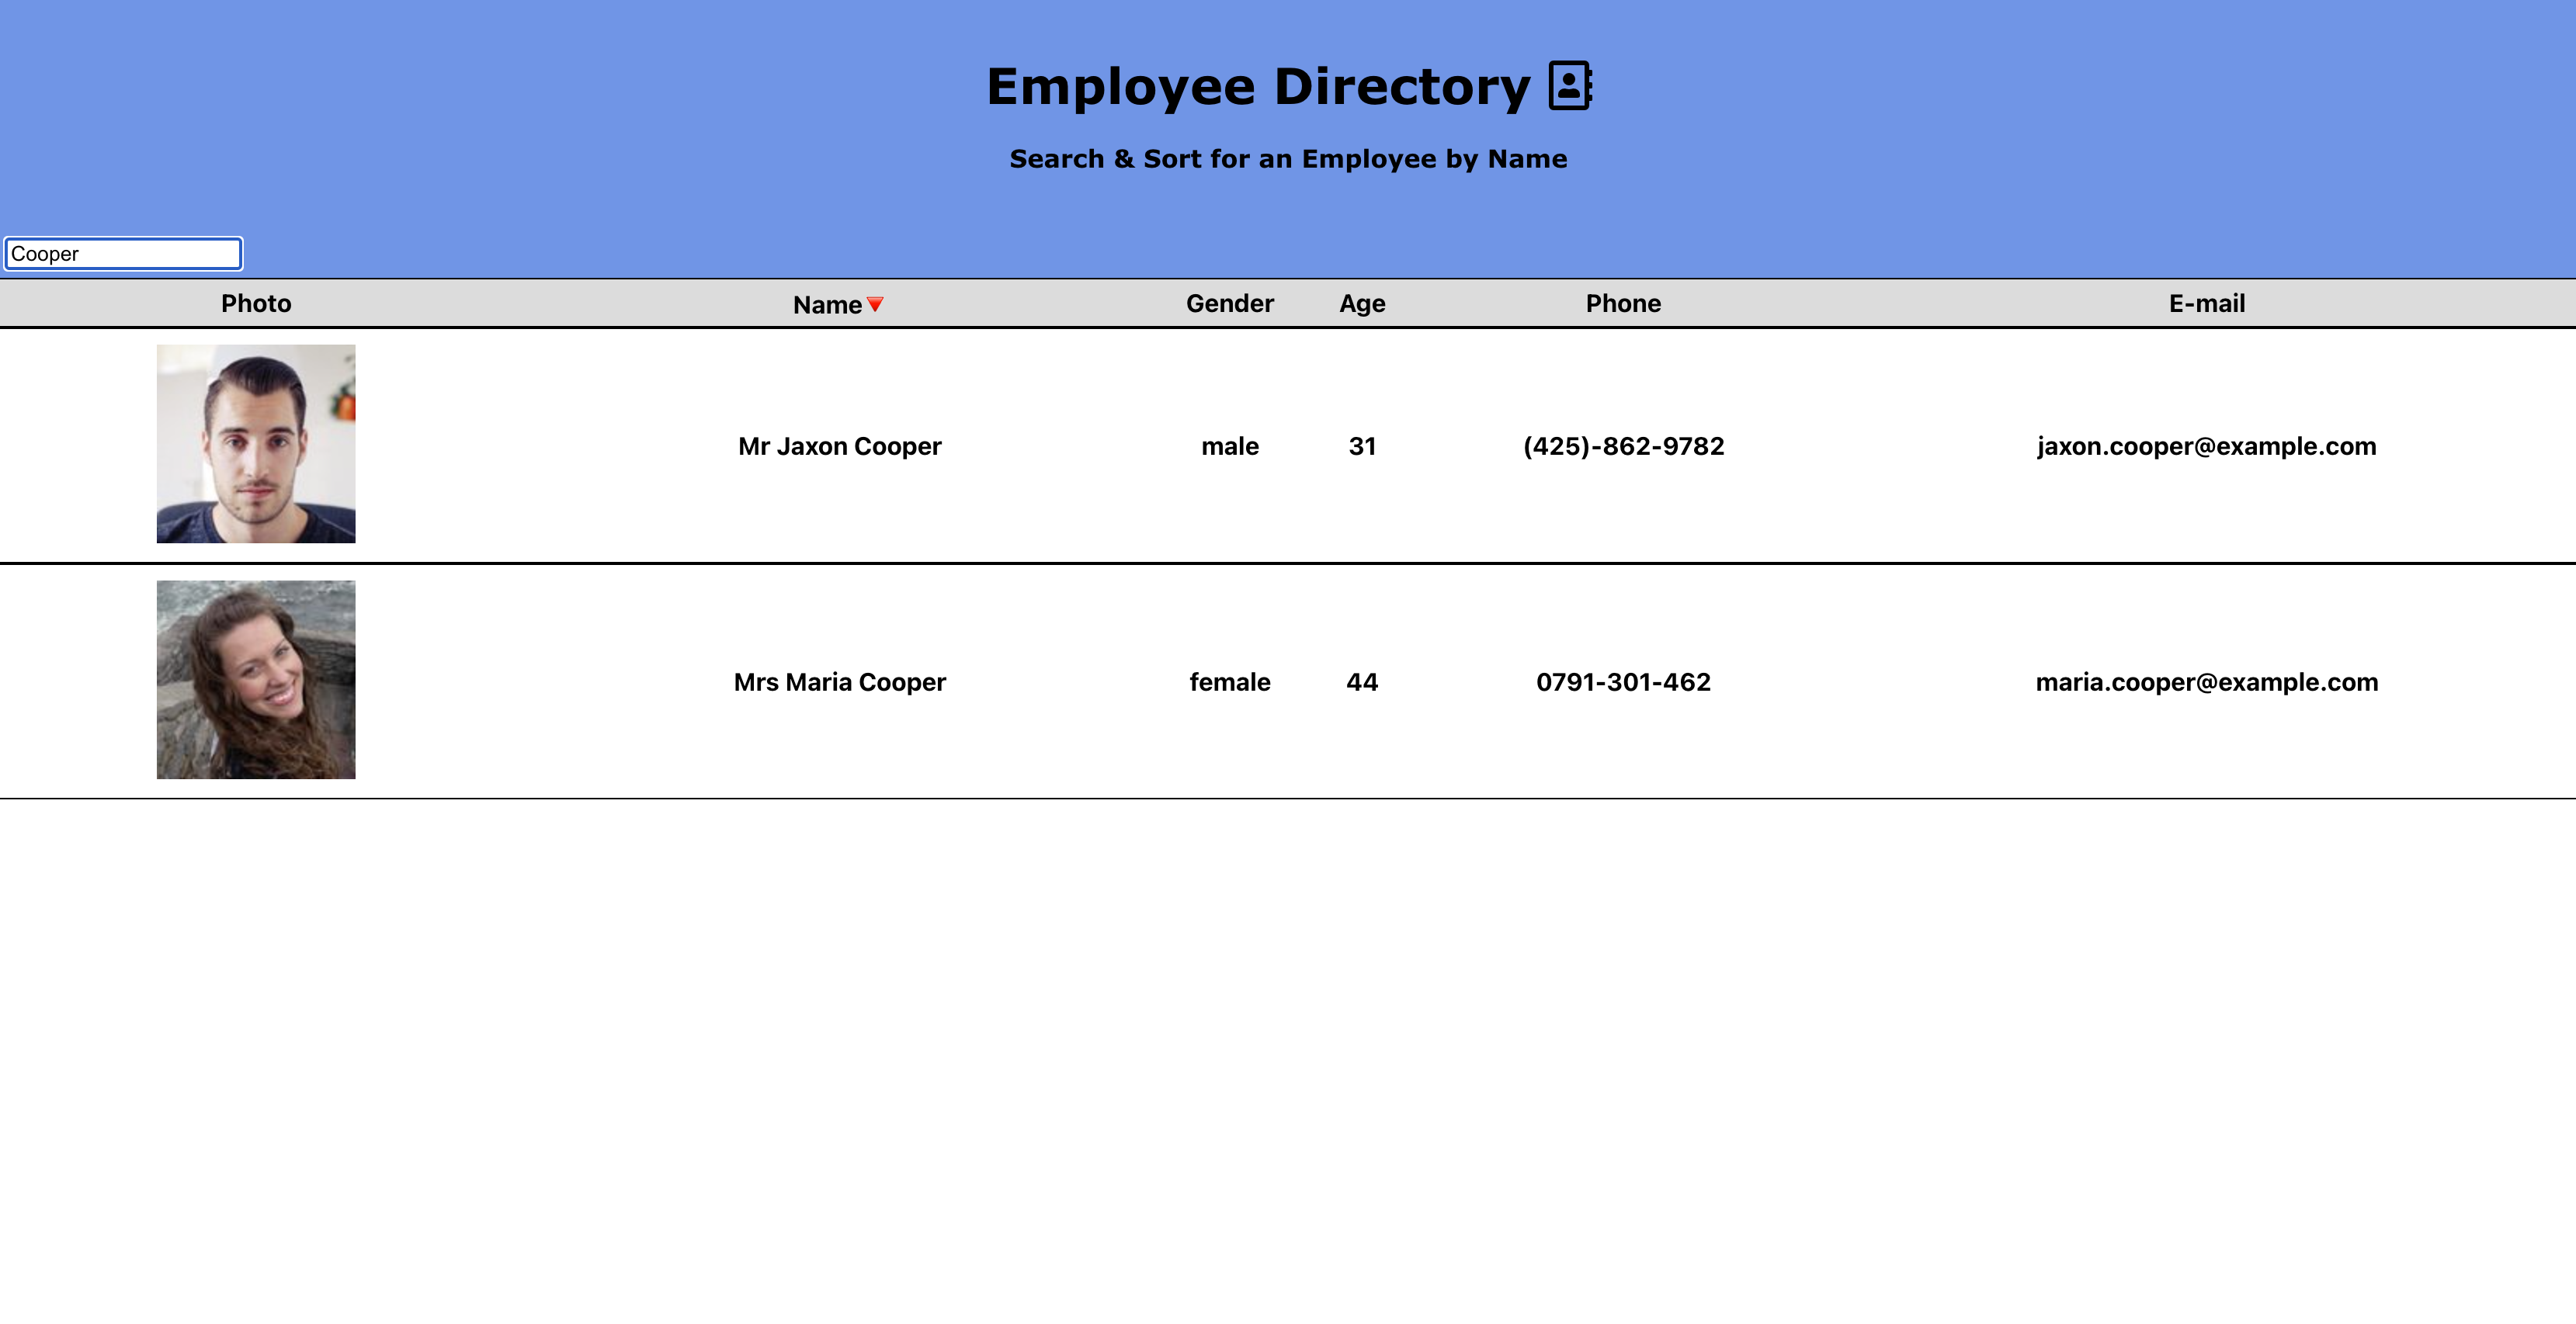 Employee Directory
Search & Sort for an Employee by Name
Cooper
Photo Name Gender Age Phone E-mail
Mr Jaxon Cooper male 31 (425)-862-9782 jaxon.cooper@example.com
Mrs Maria Cooper female 44 0791-301-462 maria.cooper@example.com